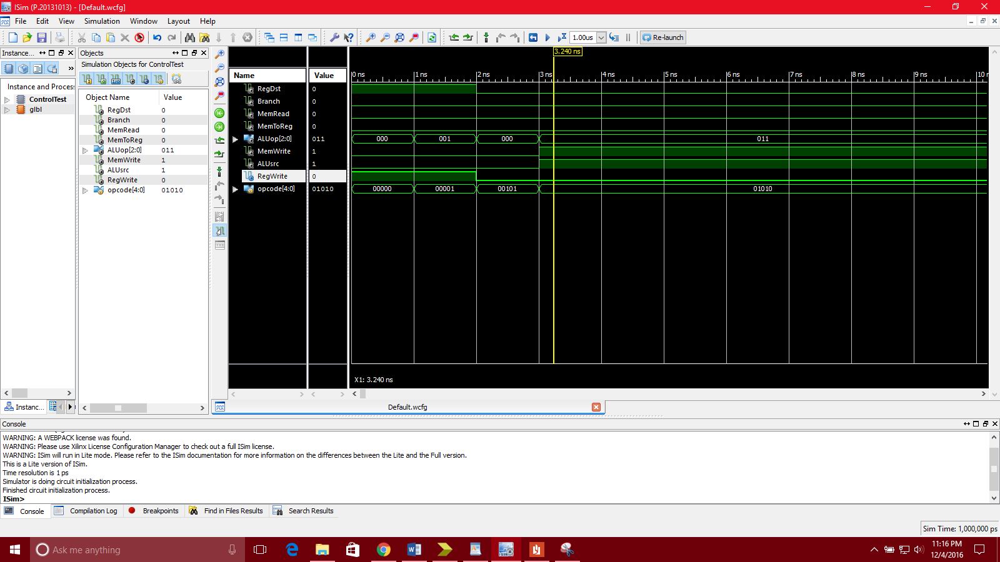 ISim (P.20131013) - [Default.wcfg]
File Edit View Simulation Window Layout Help
1.00us Re-launch
Instance...
Objects
Simulation Objects for ControlTest
Instance and Proces
ControlTest
glbl
Object Name Value
RegDst 0
Branch 0
MemRead 0
MemToReg 0
ALUop[2:0] 011
MemWrite 1
ALUsrc 1
RegWrite 0
opcode[4:0] 01010
3.240 ns
Name Value
0 ns 1 ns 2 ns 3 ns 4 ns 5 ns 6 ns 7 ns 8 ns 9 ns 10 n
RegDst 0
Branch 0
MemRead 0
MemToReg 0
ALUop[2:0] 011 000 001 000 011
MemWrite 1
ALUsrc 1
RegWrite 0
opcode[4:0] 01010 00000 00001 00101 01010
X1: 3.240 ns
Instanc...
Default.wcfg
Console
WARNING: A WEBPACK license was found.
WARNING: Please use Xilinx License Configuration Manager to check out a full ISim license.
WARNING: ISim will run in Lite mode. Please refer to the ISim documentation for more information on the differences between the Lite and the Full version.
This is a Lite version of ISim.
Time resolution is 1 ps
Simulator is doing circuit initialization process.
Finished circuit initialization process.
ISim>
Console Compilation Log Breakpoints Find in Files Results Search Results
Sim Time: 1,000,000 ps
Ask me anything
11:16 PM
12/4/2016